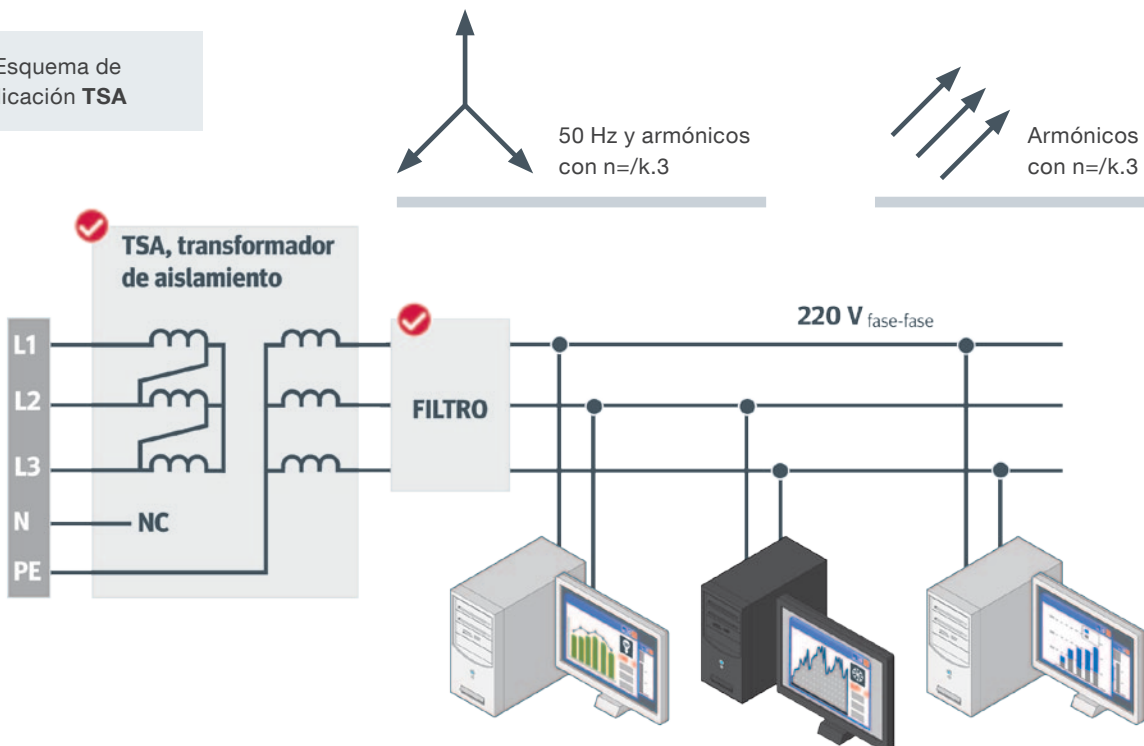 Esquema de
licación TSA
50 Hz y armónicos
con n=/k.3
Armónicos
con n=/k.3
TSA, transformador
de aislamiento
220 V fase-fase
L1
L2
FILTRO
L3
N
NC
PE